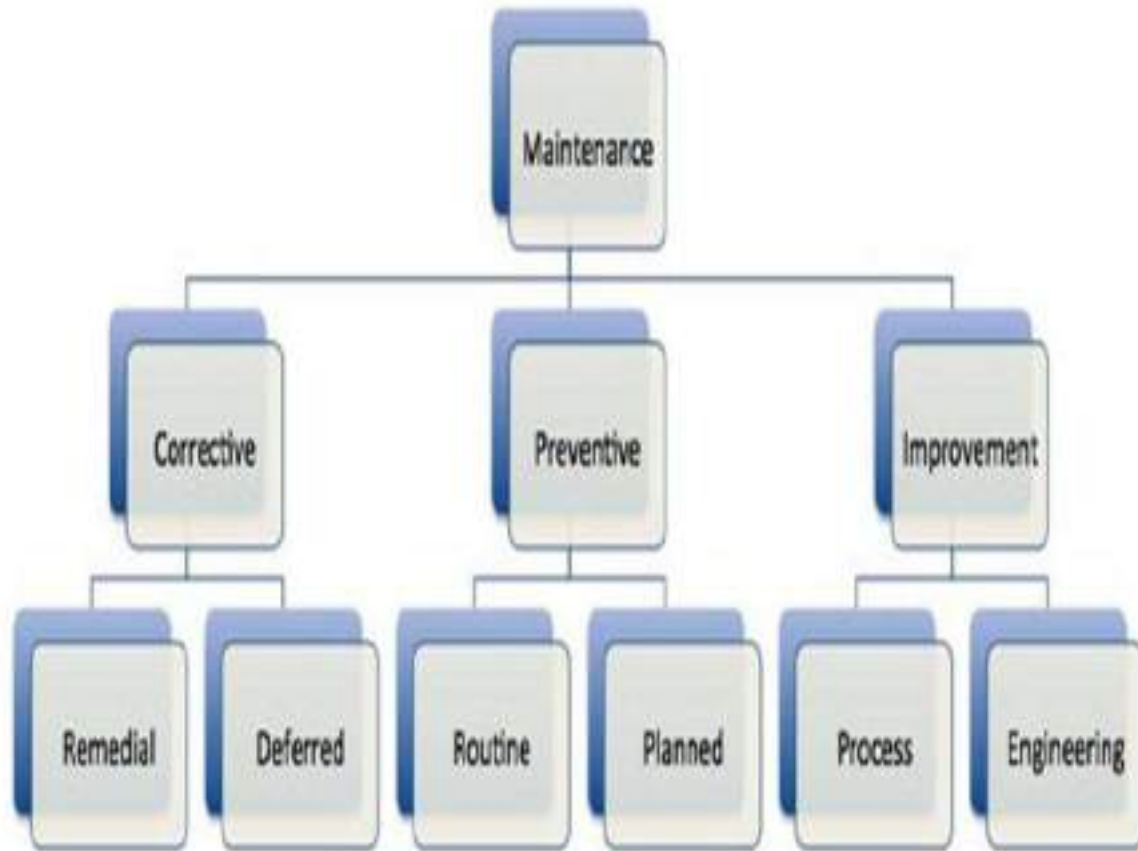 Maintenance
Corrective
Preventive
Improvement
Remedial
Deferred
Routine
Planned
Process
Engineering